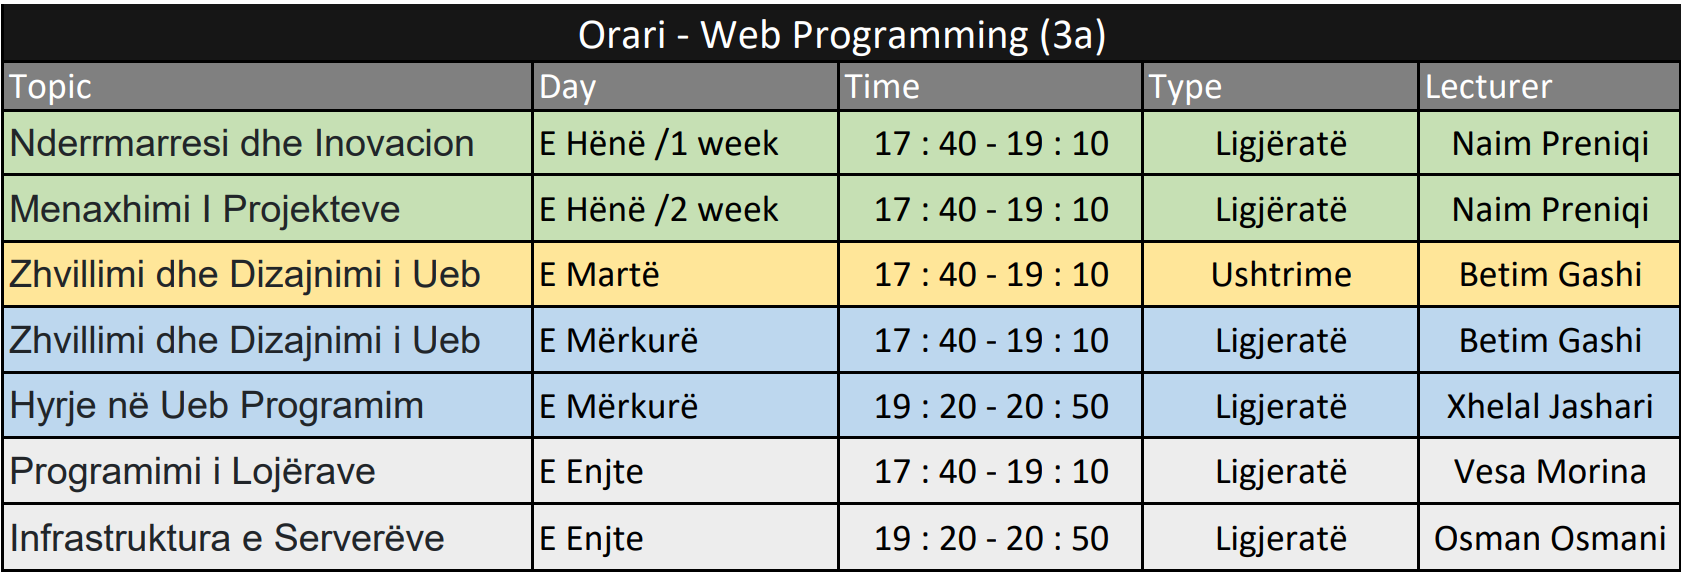 Orari - Web Programming (3a)
Topic Day Time Type Lecturer
Nderrmarresi dhe Inovacion E Hënë /1 week 17 : 40 - 19 : 10 Ligjëratë Naim Preniqi
Menaxhimi I Projekteve E Hënë /2 week 17 : 40 - 19 : 10 Ligjëratë Naim Preniqi
Zhvillimi dhe Dizajnimi i Ueb E Martë 17 : 40 - 19 : 10 Ushtrime Betim Gashi
Zhvillimi dhe Dizajnimi i Ueb E Mërkurë 17 : 40 - 19 : 10 Ligjeratë Betim Gashi
Hyrje në Ueb Programim E Mërkurë 19 : 20 - 20 : 50 Ligjeratë Xhelal Jashari
Programimi i Lojërave E Enjte 17 : 40 - 19 : 10 Ligjeratë Vesa Morina
Infrastruktura e Serverëve E Enjte 19 : 20 - 20 : 50 Ligjeratë Osman Osmani